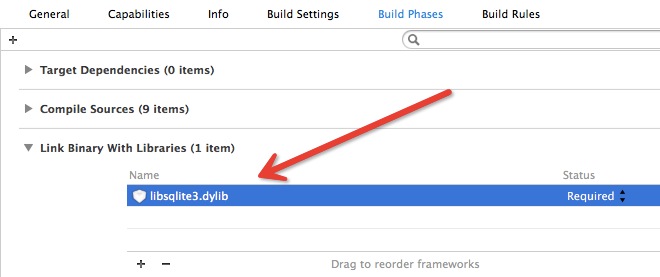 General Capabilities Info Build Settings Build Phases Build Rules
+
Target Dependencies (0 items)
Compile Sources (9 items)
Link Binary With Libraries (1 item)
Name Status
libsqlite3.dylib Required
+ − Drag to reorder frameworks